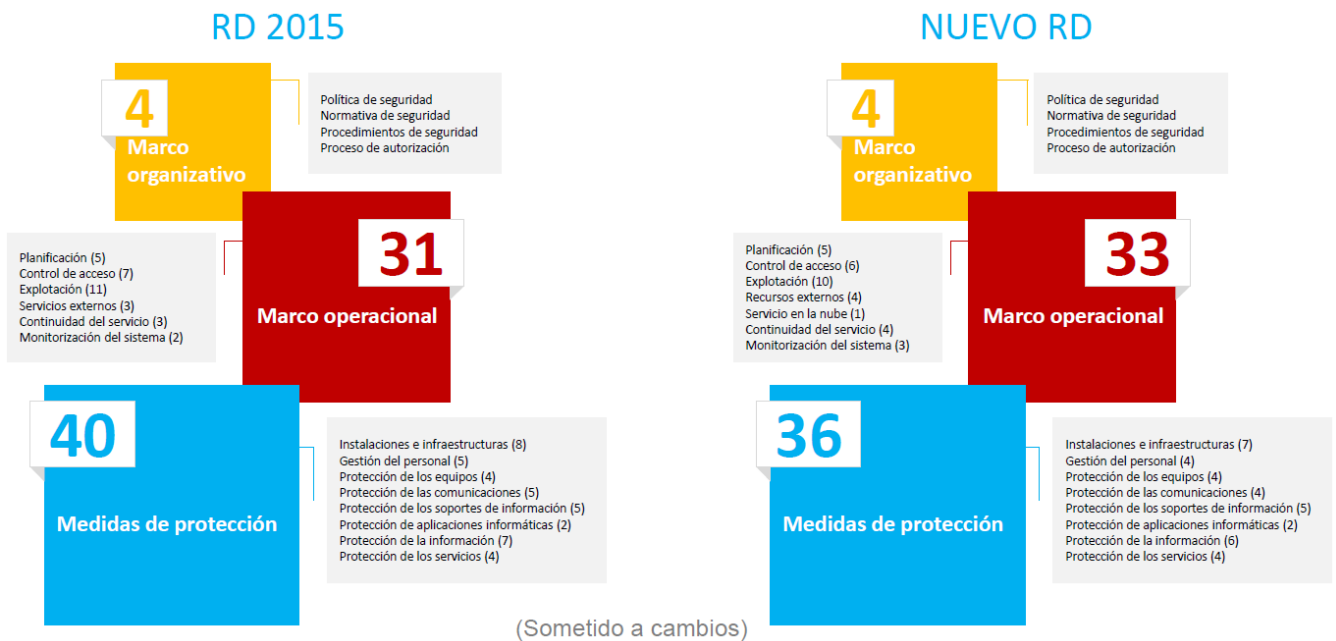 RD 2015
4
Marco
organizativo
Política de seguridad
Normativa de seguridad
Procedimientos de seguridad
Proceso de autorización
31
Marco operacional
Planificación (5)
Control de acceso (7)
Explotación (11)
Servicios externos (3)
Continuidad del servicio (3)
Monitorización del sistema (2)
40
Medidas de protección
Instalaciones e infraestructuras (8)
Gestión del personal (5)
Protección de los equipos (4)
Protección de las comunicaciones (5)
Protección de los soportes de información (5)
Protección de aplicaciones informáticas (2)
Protección de la información (7)
Protección de los servicios (4)
NUEVO RD
4
Marco
organizativo
Política de seguridad
Normativa de seguridad
Procedimientos de seguridad
Proceso de autorización
33
Marco operacional
Planificación (5)
Control de acceso (6)
Explotación (10)
Recursos externos (4)
Servicio en la nube (1)
Continuidad del servicio (4)
Monitorización del sistema (3)
36
Medidas de protección
Instalaciones e infraestructuras (7)
Gestión del personal (4)
Protección de los equipos (4)
Protección de las comunicaciones (4)
Protección de los soportes de información (5)
Protección de aplicaciones informáticas (2)
Protección de la información (6)
Protección de los servicios (4)
(Sometido a cambios)